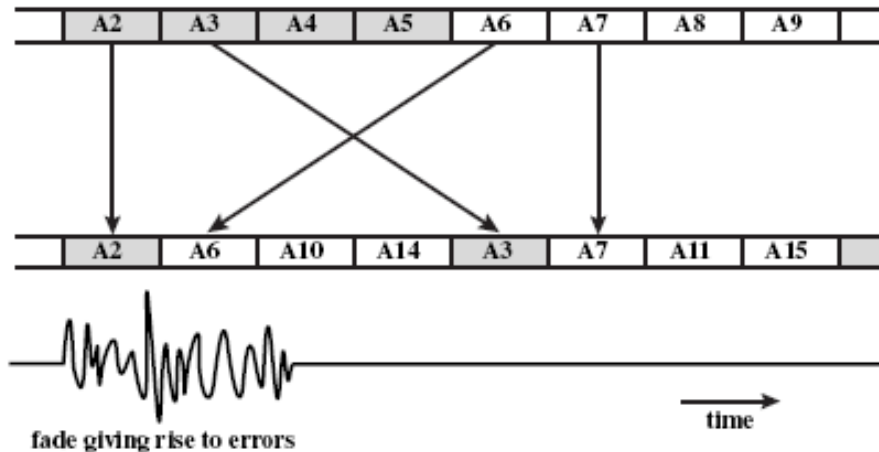 A2 A3 A4 A5 A6 A7 A8 A9
A2 A6 A10 A14 A3 A7 A11 A15
time
fade giving rise to errors